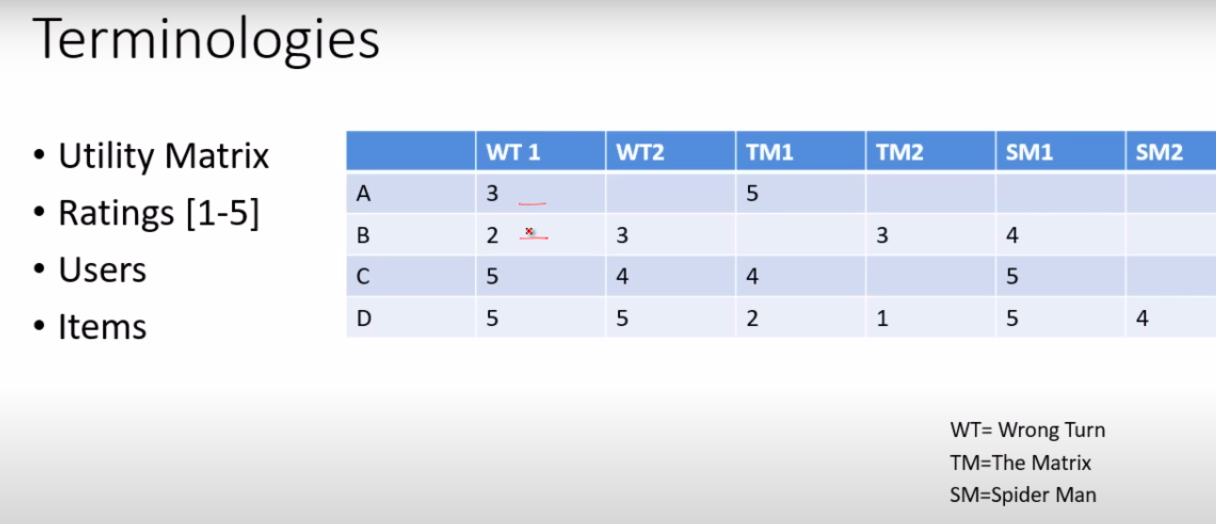 Terminologies
• Utility Matrix
• Ratings [1-5]
• Users
• Items
WT 1 WT2 TM1 TM2 SM1 SM2
A 3 5
B 2 3 3 4
C 5 4 4 5
D 5 5 2 1 5 4
WT= Wrong Turn
TM=The Matrix
SM=Spider Man